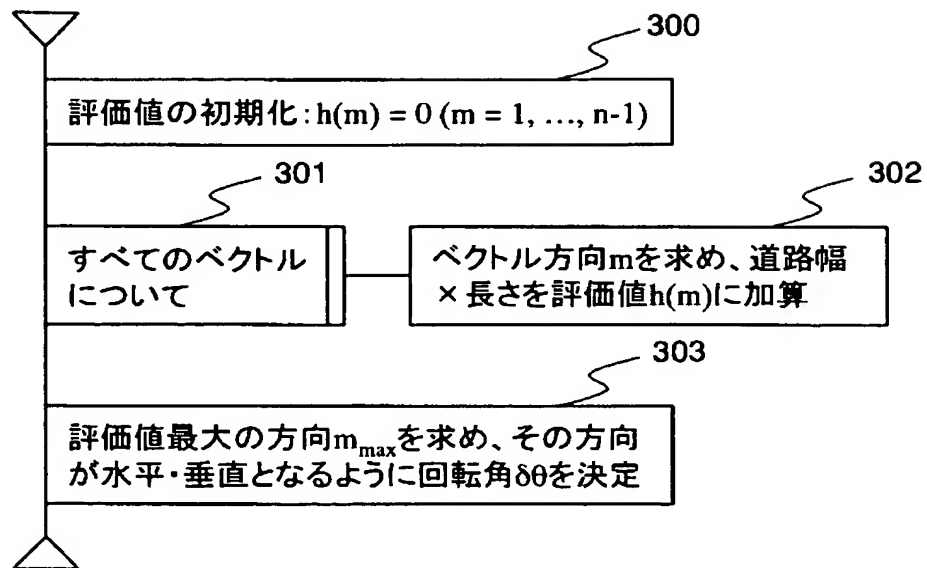 300
評価値の初期化:h(m) = 0 (m = 1, ..., n-1)
301
302
すべてのベクトル
について
ベクトル方向mを求め、道路幅
×長さを評価値h(m)に加算
303
評価値最大の方向mmaxを求め、その方向
が水平・垂直となるように回転角δθを決定